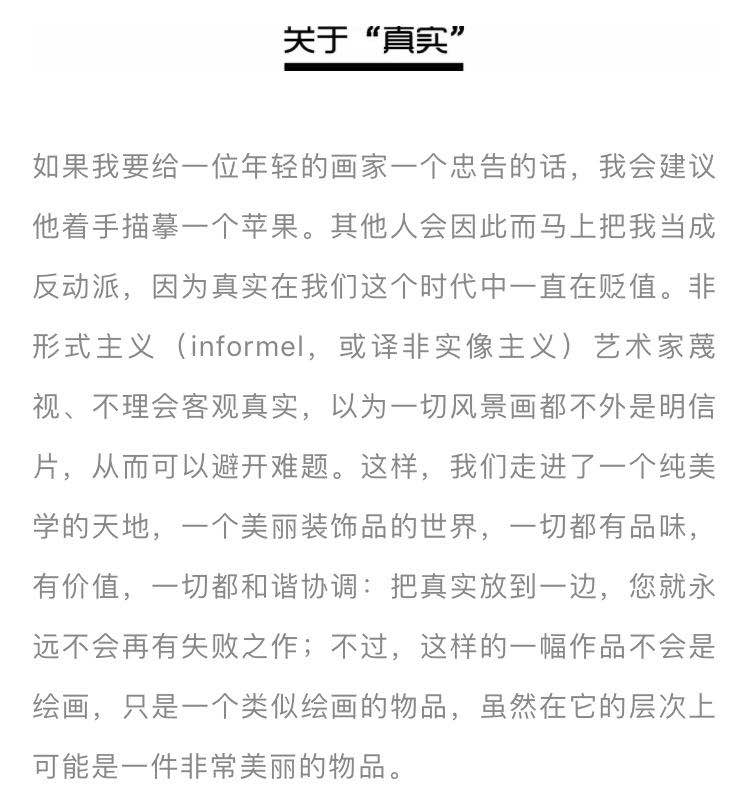 关于“真实”
如果我要给一位年轻的画家一个忠告的话，我会建议
他着手描摹一个苹果。其他人会因此而马上把我当成
反动派，因为真实在我们这个时代中一直在贬值。非
形式主义（informel，或译非实像主义）艺术家蔑
视、不理会客观真实，以为一切风景画都不外是明信
片，从而可以避开难题。这样，我们走进了一个纯美
学的天地，一个美丽装饰品的世界，一切都有品味，
有价值，一切都和谐协调：把真实放到一边，您就永
远不会再有失败之作；不过，这样的一幅作品不会是
绘画，只是一个类似绘画的物品，虽然在它的层次上
可能是一件非常美丽的物品。